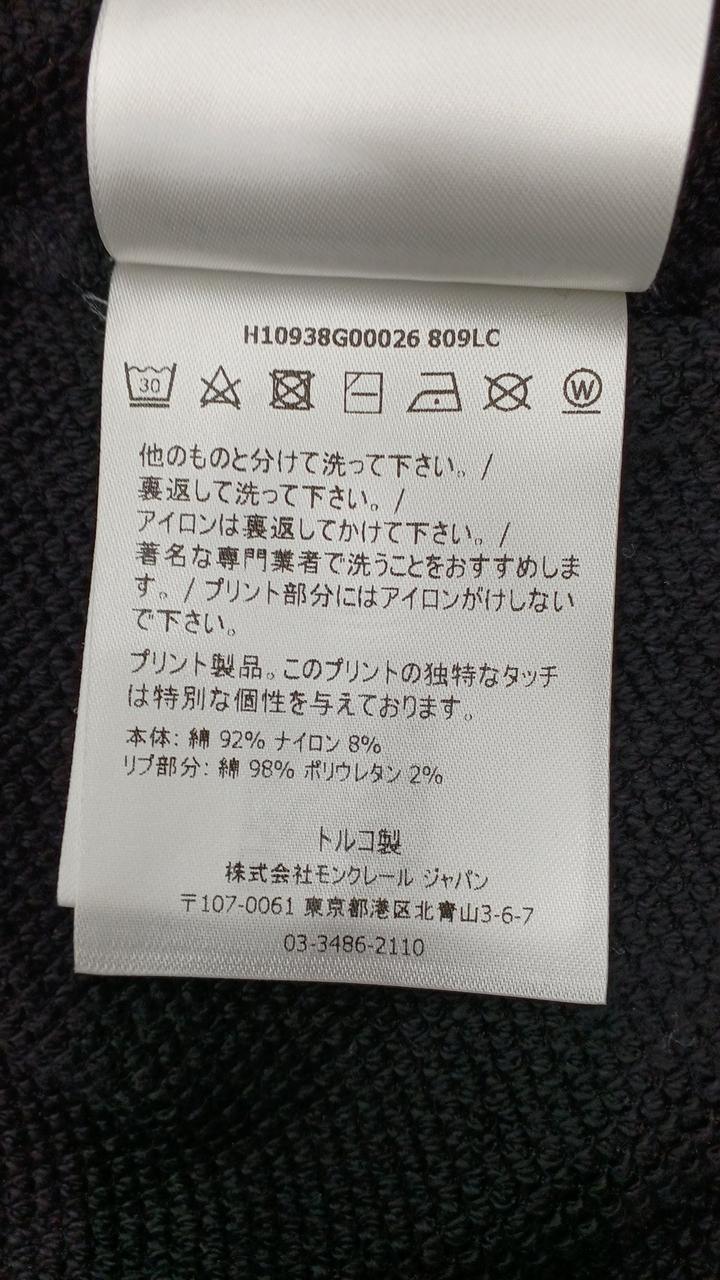 H10938G00026 809LC
30
W
他のものと分けて洗って下さい。/
裏返して洗って下さい。/
アイロンは裏返してかけて下さい。/
著名な専門業者で洗うことをおすすめしま
す。/ プリント部分にはアイロンがけしない
で下さい。
プリント製品。このプリントの独特なタッチ
は特別な個性を与えております。
本体: 綿 92% ナイロン 8%
リブ部分: 綿 98% ポリウレタン 2%
トルコ製
株式会社モンクレール ジャパン
〒107-0061 東京都港区北青山3-6-7
03-3486-2110